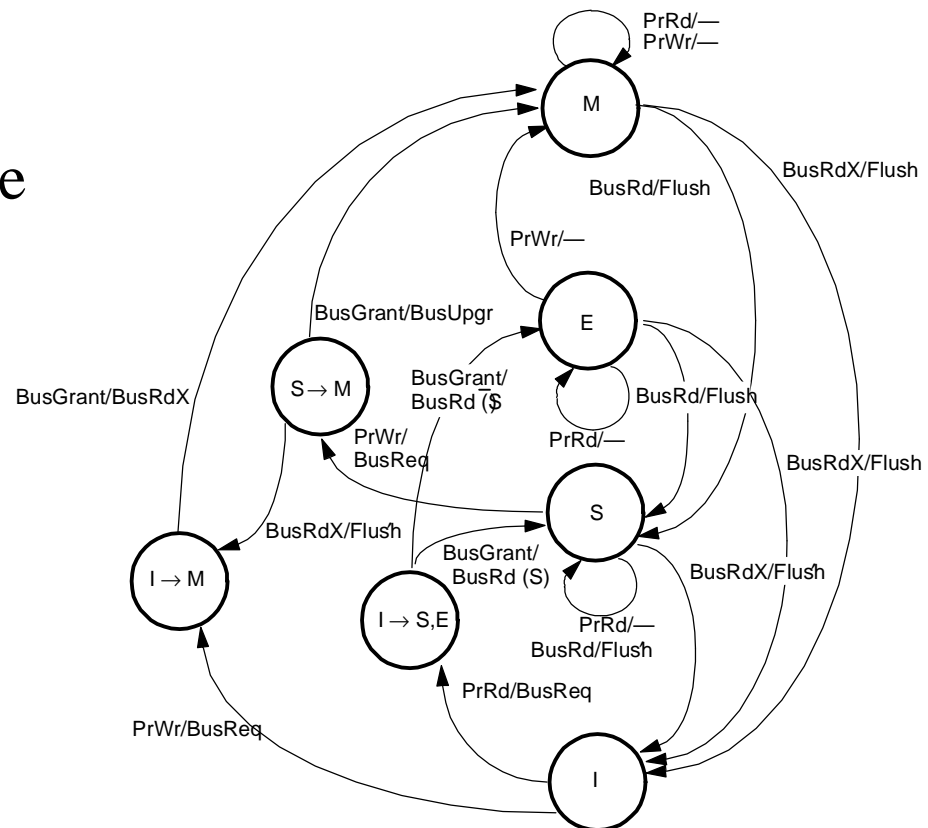 PrRd/—
PrWr/—
M
e
BusRdX/Flush
BusRd/Flush
PrWr/—
BusGrant/BusUpgr
E
S → M
BusGrant/
BusRd (S̅)
BusGrant/BusRdX
BusRd/Flush
PrRd/—
PrWr/
BusReq
BusRdX/Flush
S
BusRdX/Flush′
BusGrant/
BusRd (S)
I → M
BusRdX/Flush′
I → S,E
PrRd/—
BusRd/Flush′
PrRd/BusReq
PrWr/BusReq
I